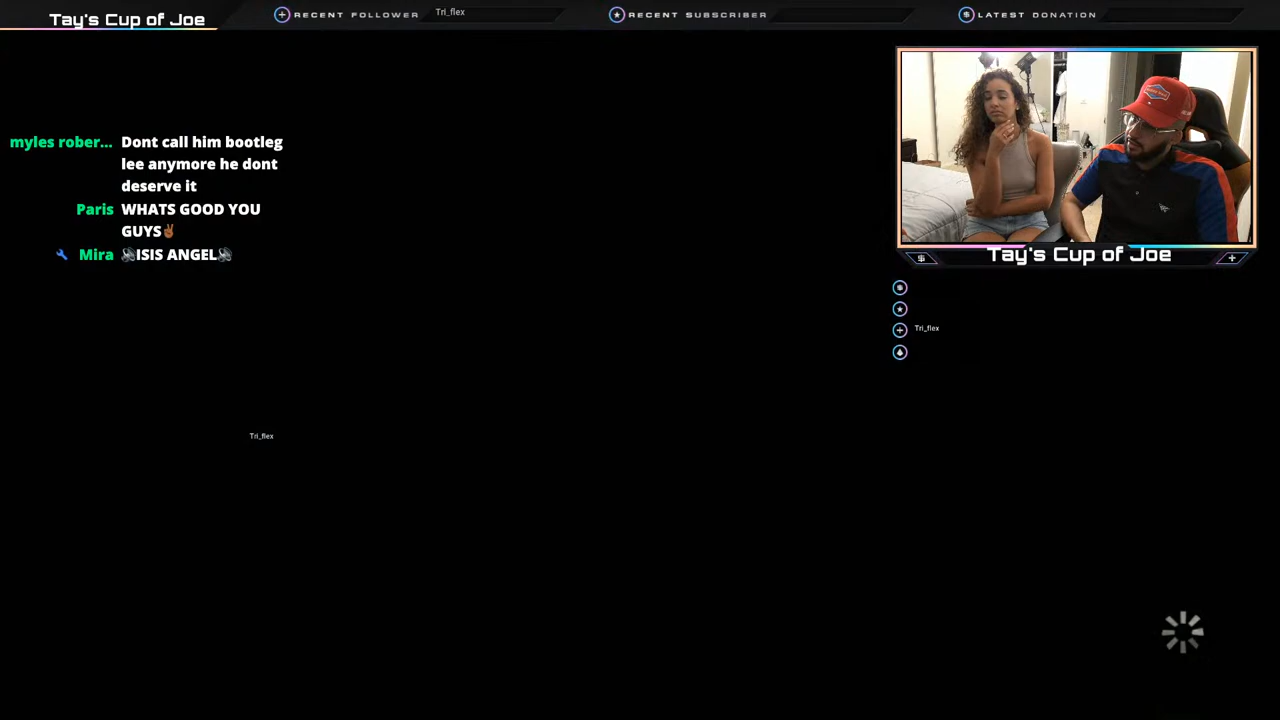 Tay's Cup of Joe
RECENT FOLLOWER Tri_flex
RECENT SUBSCRIBER
LATEST DONATION
myles rober... Dont call him bootleg
lee anymore he dont
deserve it
Paris WHATS GOOD YOU
GUYS✌🏾
Mira 🔊ISIS ANGEL🔊
Tay's Cup of Joe
Tri_flex
Tri_flex